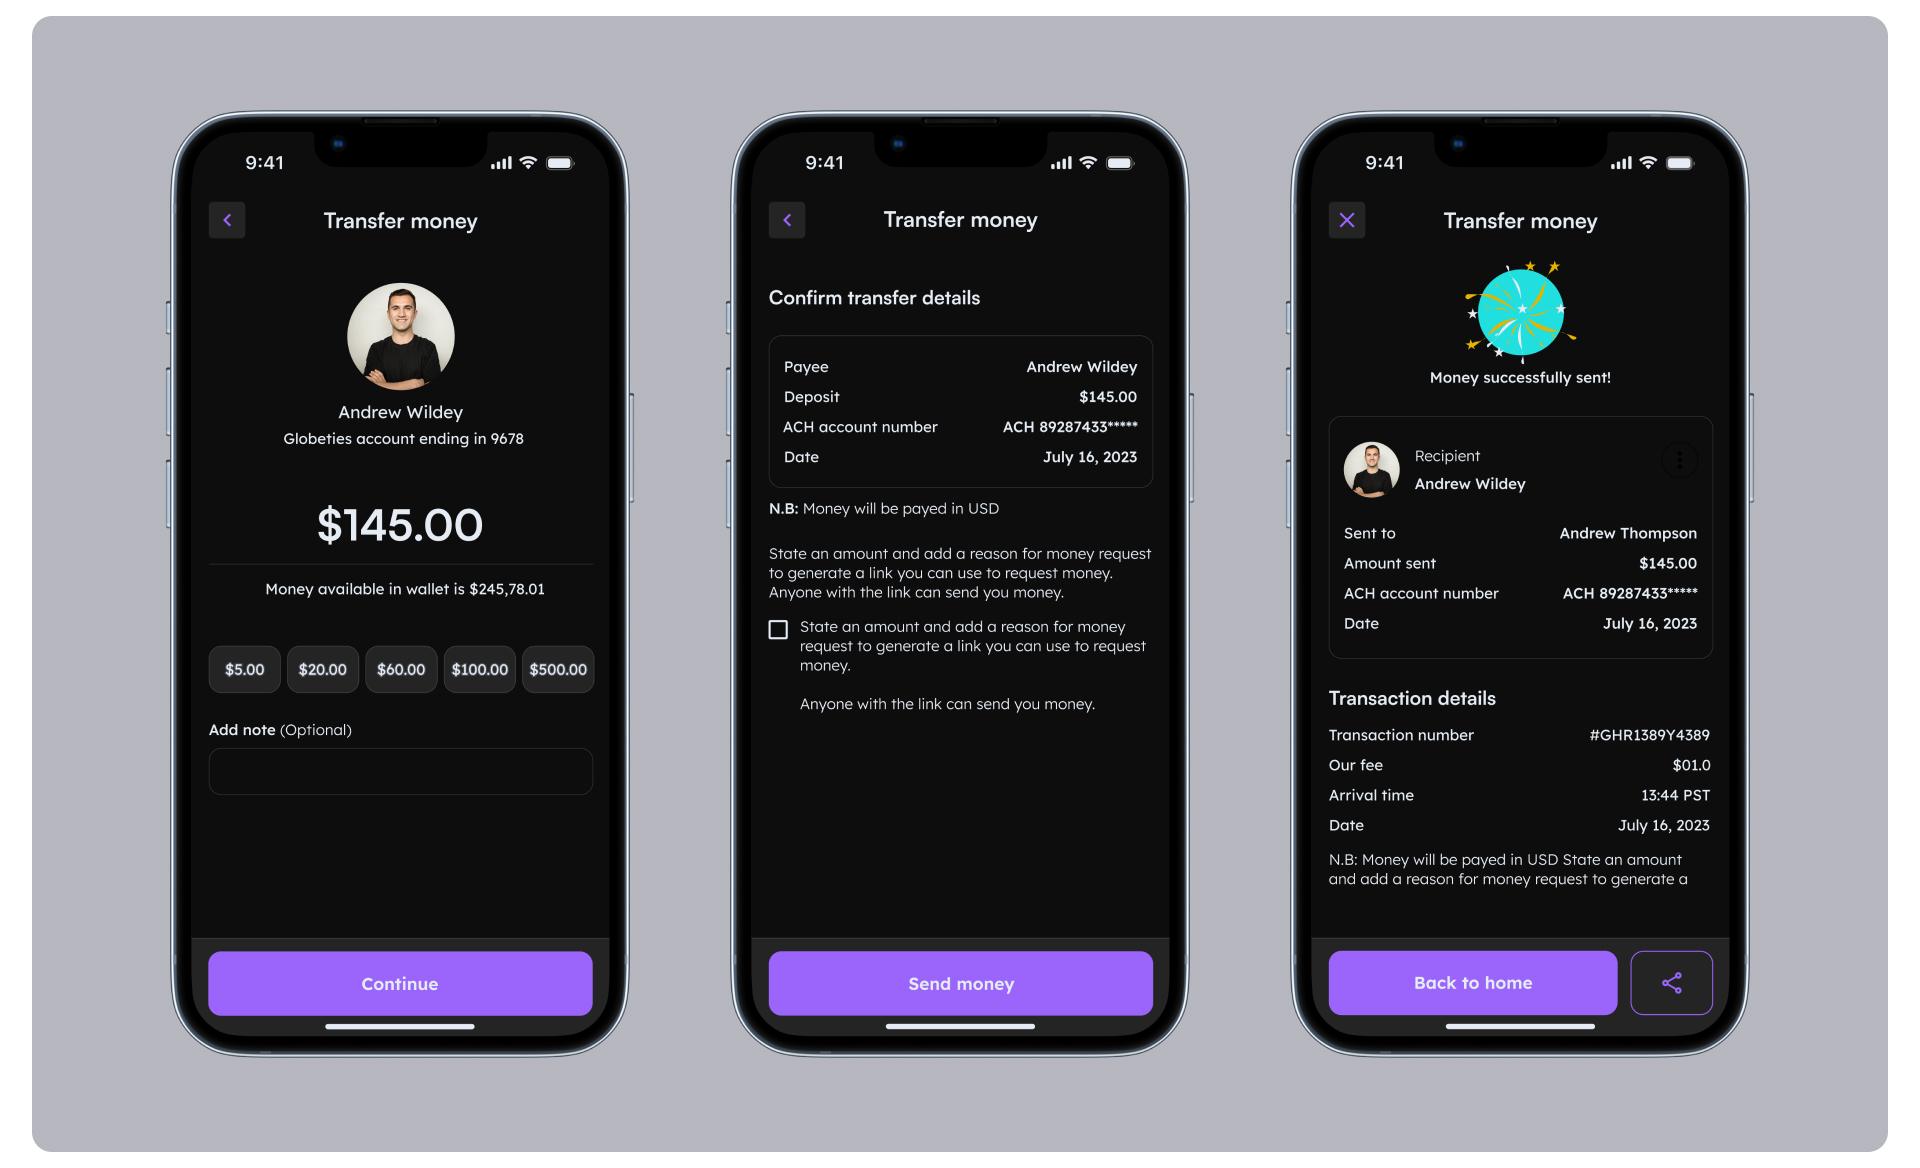 9:41
Transfer money
Andrew Wildey
Globeties account ending in 9678
$145.00
Money available in wallet is $245,78.01
$5.00
$20.00
$60.00
$100.00
$500.00
Add note (Optional)
Continue
9:41
Transfer money
Confirm transfer details
Payee Andrew Wildey
Deposit $145.00
ACH account number ACH 89287433*****
Date July 16, 2023
N.B: Money will be payed in USD
State an amount and add a reason for money request
to generate a link you can use to request money.
Anyone with the link can send you money.
State an amount and add a reason for money
request to generate a link you can use to request
money.
Anyone with the link can send you money.
Send money
9:41
Transfer money
Money successfully sent!
Recipient
Andrew Wildey
Sent to Andrew Thompson
Amount sent $145.00
ACH account number ACH 89287433*****
Date July 16, 2023
Transaction details
Transaction number #GHR1389Y4389
Our fee $01.0
Arrival time 13:44 PST
Date July 16, 2023
N.B: Money will be payed in USD State an amount
and add a reason for money request to generate a
Back to home